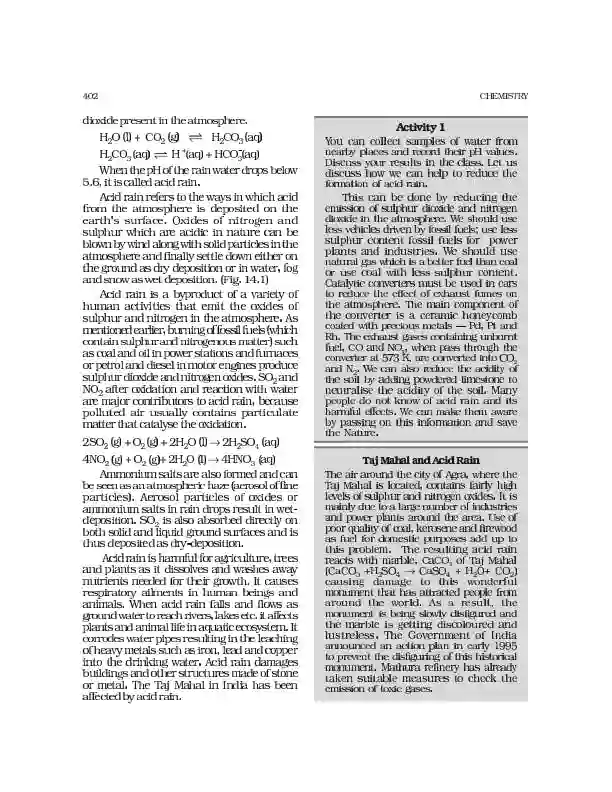 402
CHEMISTRY
dioxide present in the atmosphere.
H₂O (l) + CO₂ (g) ⇌ H₂CO₃ (aq)
H₂CO₃ (aq) ⇌ H⁺(aq) + HCO₃⁻(aq)
When the pH of the rain water drops below
5.6, it is called acid rain.
Acid rain refers to the ways in which acid
from the atmosphere is deposited on the
earth's surface. Oxides of nitrogen and
sulphur which are acidic in nature can be
blown by wind along with solid particles in the
atmosphere and finally settle down either on
the ground as dry deposition or in water, fog
and snow as wet deposition. (Fig. 14.1)
Acid rain is a byproduct of a variety of
human activities that emit the oxides of
sulphur and nitrogen in the atmosphere. As
mentioned earlier, burning of fossil fuels (which
contain sulphur and nitrogenous matter) such
as coal and oil in power stations and furnaces
or petrol and diesel in motor engines produce
sulphur dioxide and nitrogen oxides. SO₂ and
NO₂ after oxidation and reaction with water
are major contributors to acid rain, because
polluted air usually contains particulate
matter that catalyse the oxidation.
2SO₂ (g) + O₂ (g) + 2H₂O (l) → 2H₂SO₄ (aq)
4NO₂ (g) + O₂ (g)+ 2H₂O (l) → 4HNO₃ (aq)
Ammonium salts are also formed and can
be seen as an atmospheric haze (aerosol of fine
particles). Aerosol particles of oxides or
ammonium salts in rain drops result in wet-
deposition. SO₂ is also absorbed directly on
both solid and liquid ground surfaces and is
thus deposited as dry-deposition.
Acid rain is harmful for agriculture, trees
and plants as it dissolves and washes away
nutrients needed for their growth. It causes
respiratory ailments in human beings and
animals. When acid rain falls and flows as
ground water to reach rivers, lakes etc. it affects
plants and animal life in aquatic ecosystem. It
corrodes water pipes resulting in the leaching
of heavy metals such as iron, lead and copper
into the drinking water. Acid rain damages
buildings and other structures made of stone
or metal. The Taj Mahal in India has been
affected by acid rain.
Activity 1
You can collect samples of water from
nearby places and record their pH values.
Discuss your results in the class. Let us
discuss how we can help to reduce the
formation of acid rain.
This can be done by reducing the
emission of sulphur dioxide and nitrogen
dioxide in the atmosphere. We should use
less vehicles driven by fossil fuels; use less
sulphur content fossil fuels for power
plants and industries. We should use
natural gas which is a better fuel than coal
or use coal with less sulphur content.
Catalytic converters must be used in cars
to reduce the effect of exhaust fumes on
the atmosphere. The main component of
the converter is a ceramic honeycomb
coated with precious metals — Pd, Pt and
Rh. The exhaust gases containing unburnt
fuel, CO and NOₓ, when pass through the
converter at 573 K, are converted into CO₂
and N₂. We can also reduce the acidity of
the soil by adding powdered limestone to
neutralise the acidity of the soil. Many
people do not know of acid rain and its
harmful effects. We can make them aware
by passing on this information and save
the Nature.
Taj Mahal and Acid Rain
The air around the city of Agra, where the
Taj Mahal is located, contains fairly high
levels of sulphur and nitrogen oxides. It is
mainly due to a large number of industries
and power plants around the area. Use of
poor quality of coal, kerosene and firewood
as fuel for domestic purposes add up to
this problem. The resulting acid rain
reacts with marble, CaCO₃ of Taj Mahal
(CaCO₃ +H₂SO₄ → CaSO₄ + H₂O+ CO₂)
causing damage to this wonderful
monument that has attracted people from
around the world. As a result, the
monument is being slowly disfigured and
the marble is getting discoloured and
lustreless. The Government of India
announced an action plan in early 1995
to prevent the disfiguring of this historical
monument. Mathura refinery has already
taken suitable measures to check the
emission of toxic gases.